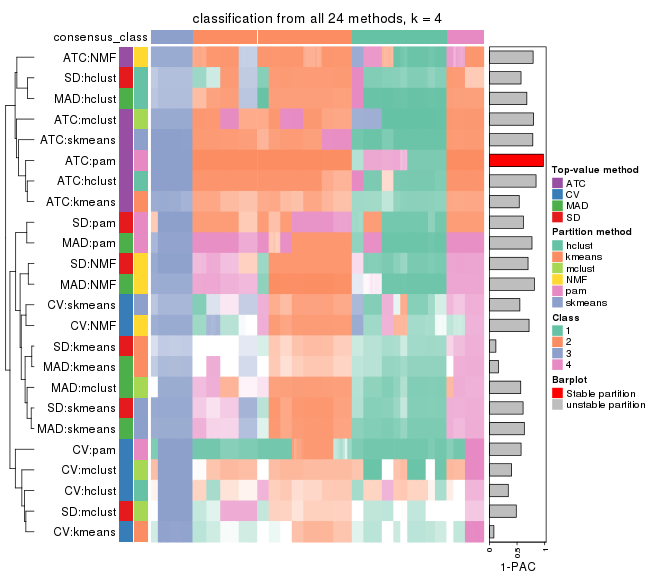 classification from all 24 methods, k = 4
consensus_class
ATC:NMF
SD:hclust
MAD:hclust
ATC:mclust
ATC:skmeans
ATC:pam
ATC:hclust
ATC:kmeans
SD:pam
MAD:pam
SD:NMF
MAD:NMF
CV:skmeans
CV:NMF
SD:kmeans
MAD:kmeans
MAD:mclust
SD:skmeans
MAD:skmeans
CV:pam
CV:mclust
CV:hclust
SD:mclust
CV:kmeans
0
0.5
1
1-PAC
Top-value method
ATC
CV
MAD
SD
Partition method
hclust
kmeans
mclust
NMF
pam
skmeans
Class
1
2
3
4
Barplot
Stable partition
unstable partition